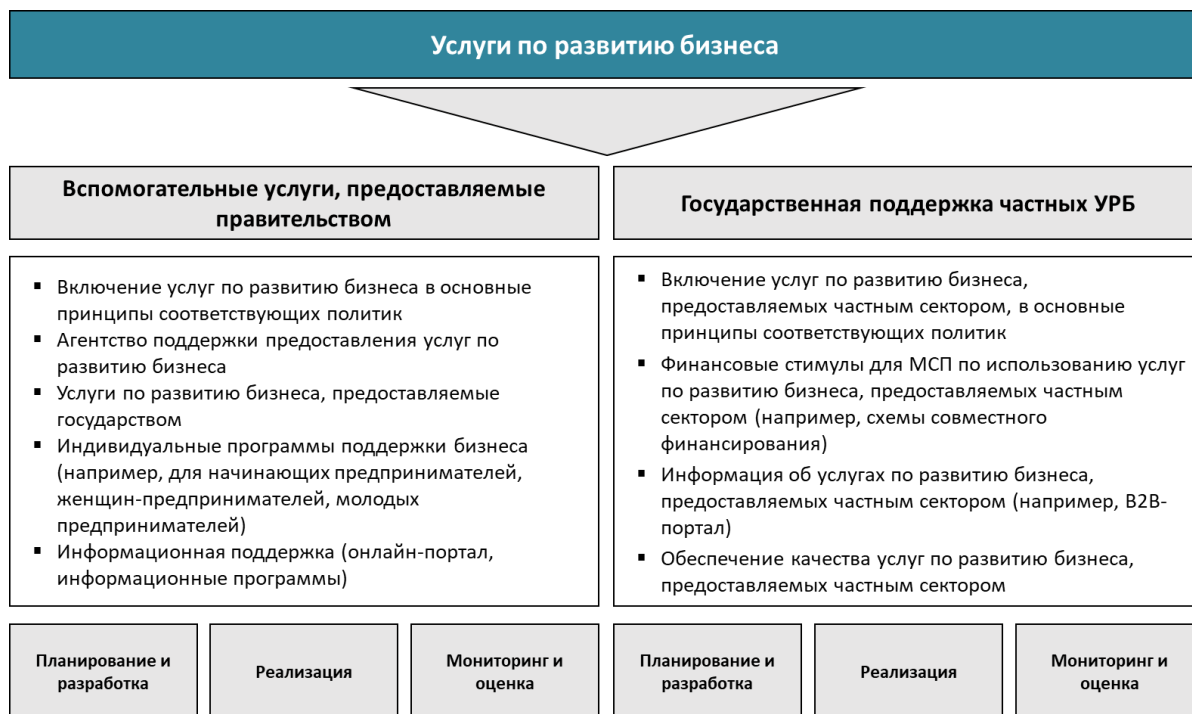 Услуги по развитию бизнеса
Вспомогательные услуги, предоставляемые
правительством
▪ Включение услуг по развитию бизнеса в основные
принципы соответствующих политик
▪ Агентство поддержки предоставления услуг по
развитию бизнеса
▪ Услуги по развитию бизнеса, предоставляемые
государством
▪ Индивидуальные программы поддержки бизнеса
(например, для начинающих предпринимателей,
женщин-предпринимателей, молодых
предпринимателей)
▪ Информационная поддержка (онлайн-портал,
информационные программы)
Государственная поддержка частных УРБ
▪ Включение услуг по развитию бизнеса,
предоставляемых частным сектором, в основные
принципы соответствующих политик
▪ Финансовые стимулы для МСП по использованию услуг
по развитию бизнеса, предоставляемых частным
сектором (например, схемы совместного
финансирования)
▪ Информация об услугах по развитию бизнеса,
предоставляемых частным сектором (например, B2B-
портал)
▪ Обеспечение качества услуг по развитию бизнеса,
предоставляемых частным сектором
Планирование и
разработка
Реализация
Мониторинг и
оценка
Планирование и
разработка
Реализация
Мониторинг и
оценка